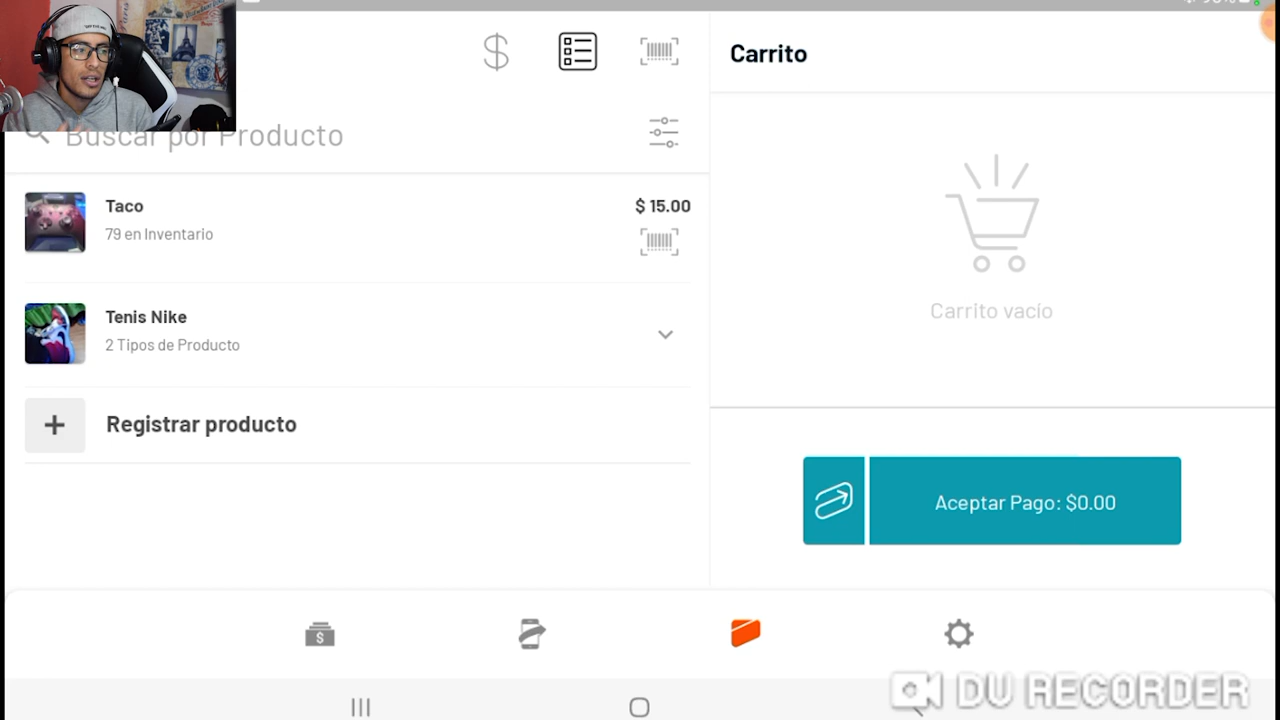 Carrito
Buscar por Producto
Taco
$ 15.00
79 en Inventario
Tenis Nike
2 Tipos de Producto
Carrito vacío
Registrar producto
Aceptar Pago: $0.00
DU RECORDER